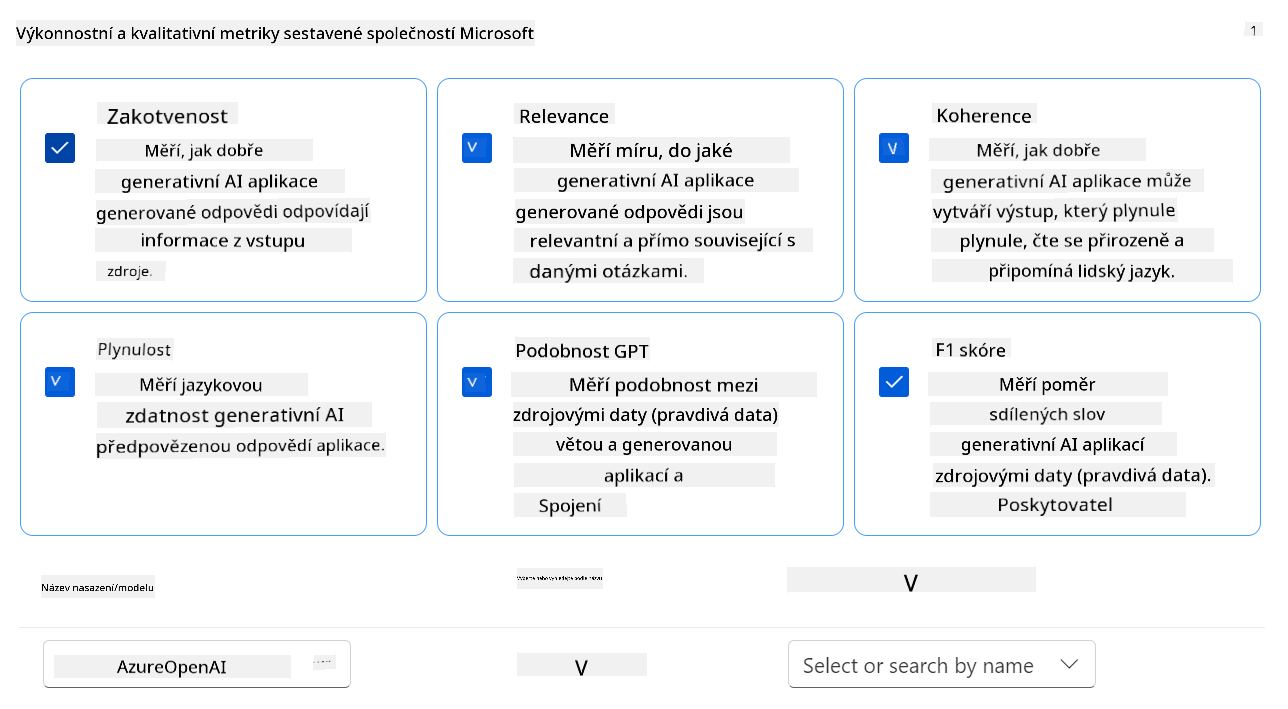 Výkonnostní a kvalitativní metriky sestavené společností Microsoft
1
Zakotvenost
Měří, jak dobře
generativní AI aplikace
generované odpovědi odpovídají
informace z vstupu
zdroje.
V
Relevance
Měří míru, do jaké
generativní AI aplikace
generované odpovědi jsou
relevantní a přímo související s
danými otázkami.
V
Koherence
Měří, jak dobře
generativní AI aplikace může
vytváří výstup, který plynule
plynule, čte se přirozeně a
připomíná lidský jazyk.
V
Plynulost
Měří jazykovou
zdatnost generativní AI
předpovězenou odpovědí aplikace.
V
Podobnost GPT
Měří podobnost mezi
zdrojovými daty (pravdivá data)
větou a generovanou
aplikací a
Spojení
F1 skóre
Měří poměr
sdílených slov
generativní AI aplikací
zdrojovými daty (pravdivá data).
Poskytovatel
Název nasazení/modelu
Vyberte nebo vyhledejte podle názvu
V
AzureOpenAI
V
Select or search by name